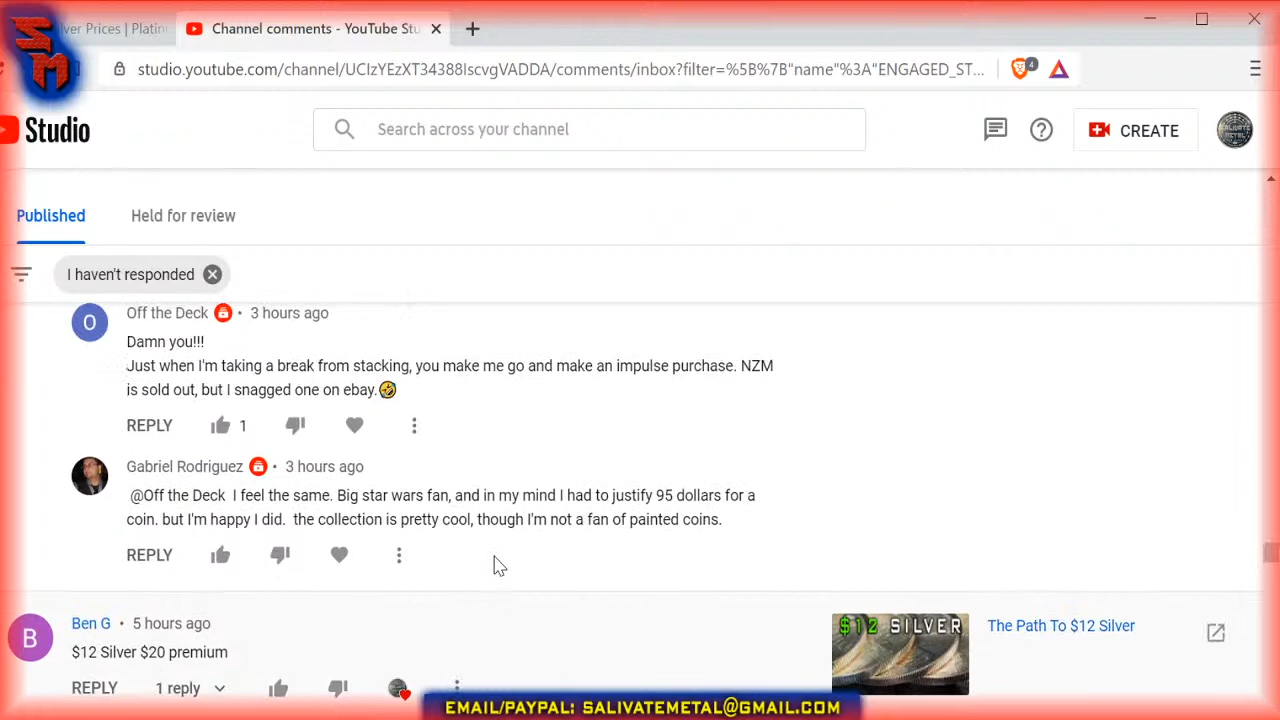 SM
lver Prices | Platin
Channel comments - YouTube Stu
studio.youtube.com/channel/UCIzYEzXT34388lscvgVADDA/comments/inbox?filter=%5B%7B"name"%3A"ENGAGED_ST...
4
Studio
Search across your channel
CREATE
Published
Held for review
I haven't responded
O
Off the Deck • 3 hours ago
Damn you!!!
Just when I'm taking a break from stacking, you make me go and make an impulse purchase. NZM
is sold out, but I snagged one on ebay.🤣
REPLY 1
Gabriel Rodriguez • 3 hours ago
@Off the Deck I feel the same. Big star wars fan, and in my mind I had to justify 95 dollars for a
coin. but I'm happy I did. the collection is pretty cool, though I'm not a fan of painted coins.
REPLY
B
Ben G • 5 hours ago
$12 Silver $20 premium
REPLY 1 reply
$12 SILVER
The Path To $12 Silver
EMAIL/PAYPAL: SALIVATEMETAL@GMAIL.COM